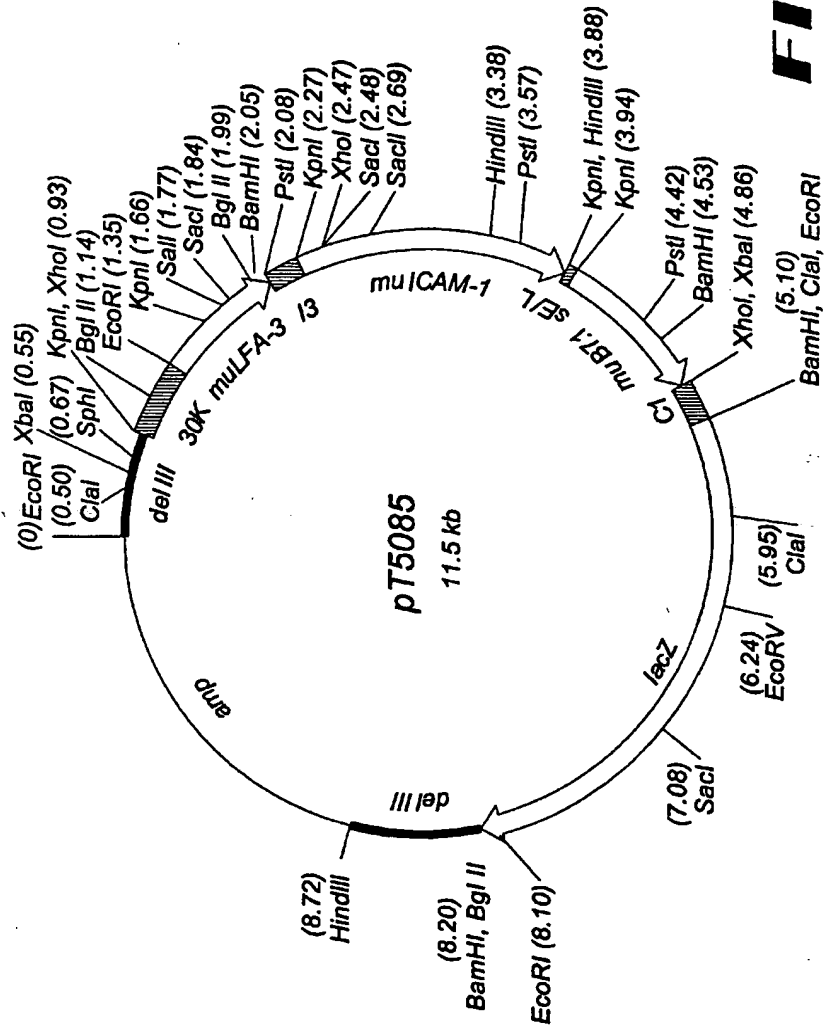 (0)EcoRI
(0.50)
ClaI
XbaI (0.55)
(0.67)
SphI
KpnI, XhoI (0.93)
Bgl II (1.14)
EcoRI (1.35)
KpnI (1.66)
SalI (1.77)
SacI (1.84)
Bgl II (1.99)
BamHI (2.05)
PstI (2.08)
KpnI (2.27)
XhoI (2.47)
SacI (2.48)
SacII (2.69)
HindIII (3.38)
PstI (3.57)
KpnI, HindIII (3.88)
KpnI (3.94)
PstI (4.42)
BamHI (4.53)
XhoI, XbaI (4.86)
(5.10)
BamHI, ClaI, EcoRI
(5.95)
ClaI
(6.24)
EcoRV
(7.08)
SacI
EcoRI (8.10)
(8.20)
BamHI, Bgl II
(8.72)
HindIII
del III
30K
muLFA-3
I3
muICAM-1
sE/L
muB7.1
C1
lacZ
del III
amp
pT5085
11.5 kb
FI